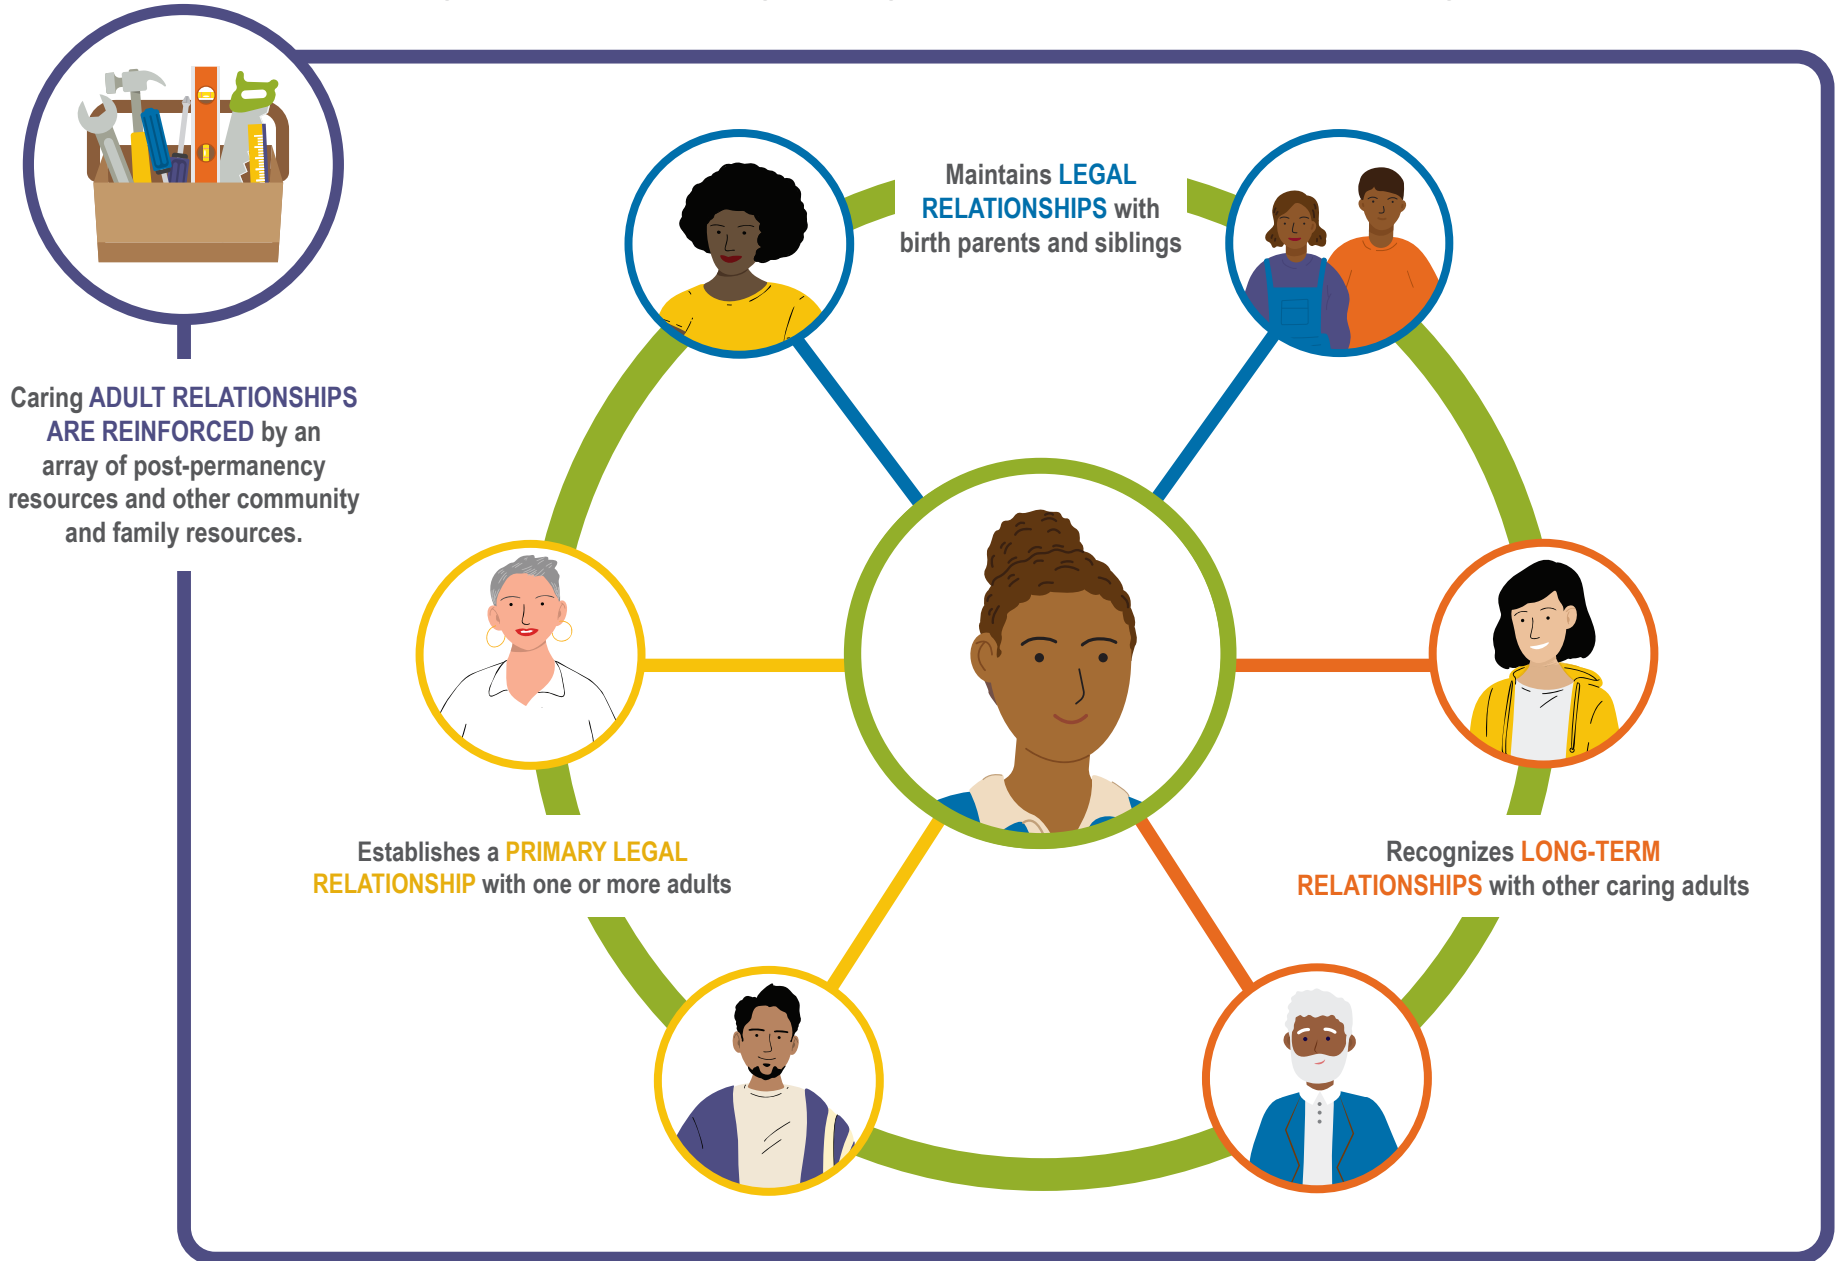 Maintains LEGAL
RELATIONSHIPS with
birth parents and siblings
Caring ADULT RELATIONSHIPS
ARE REINFORCED by an
array of post-permanency
resources and other community
and family resources.
Establishes a PRIMARY LEGAL
RELATIONSHIP with one or more adults
Recognizes LONG-TERM
RELATIONSHIPS with other caring adults